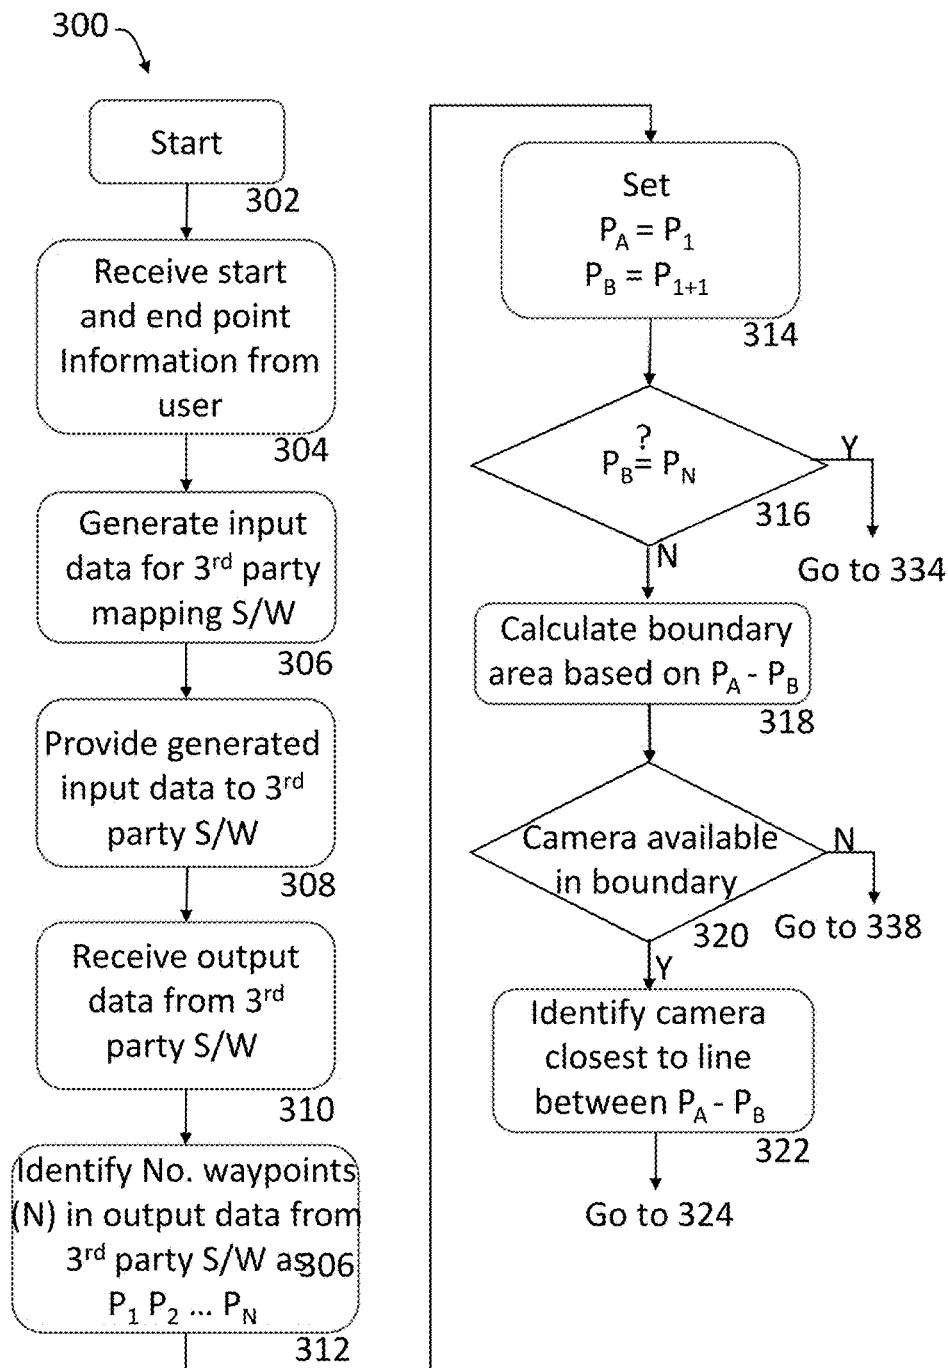 300
Start
302
Receive start
and end point
Information from
user
304
Generate input
data for 3rd party
mapping S/W
306
Provide generated
input data to 3rd
party S/W
308
Receive output
data from 3rd
party S/W
310
Identify No. waypoints
(N) in output data from
3rd party S/W as
306
P1 P2 ... PN
312
Set
PA = P1
PB = P1+1
314
?
PB = PN
316
Y
Go to 334
N
Calculate boundary
area based on PA - PB
318
Camera available
in boundary
320
N
Go to 338
Y
Identify camera
closest to line
between PA - PB
322
Go to 324